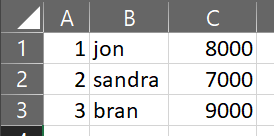 A B C
1 1 jon 8000
2 2 sandra 7000
3 3 bran 9000